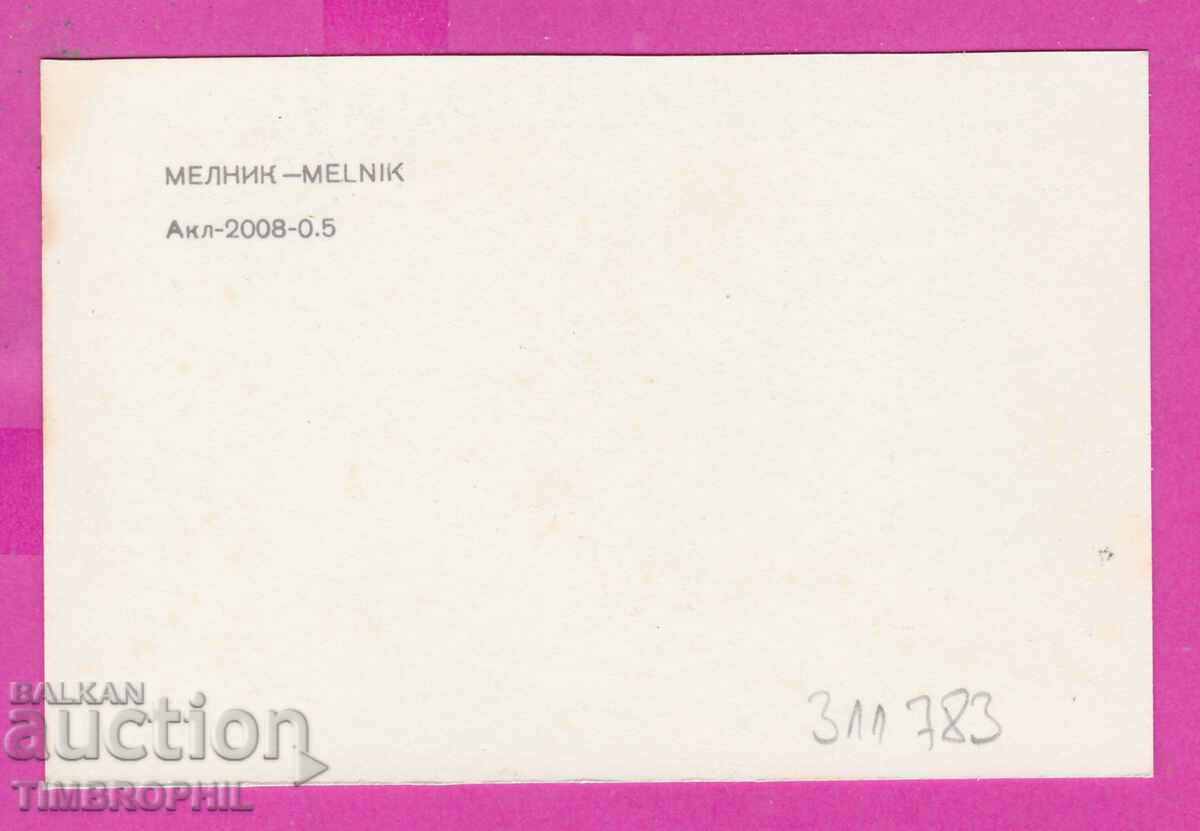 МЕЛНИК – MELNIK
Акл-2008-0.5
311783
BALKAN
auction
TIMBROPHIL